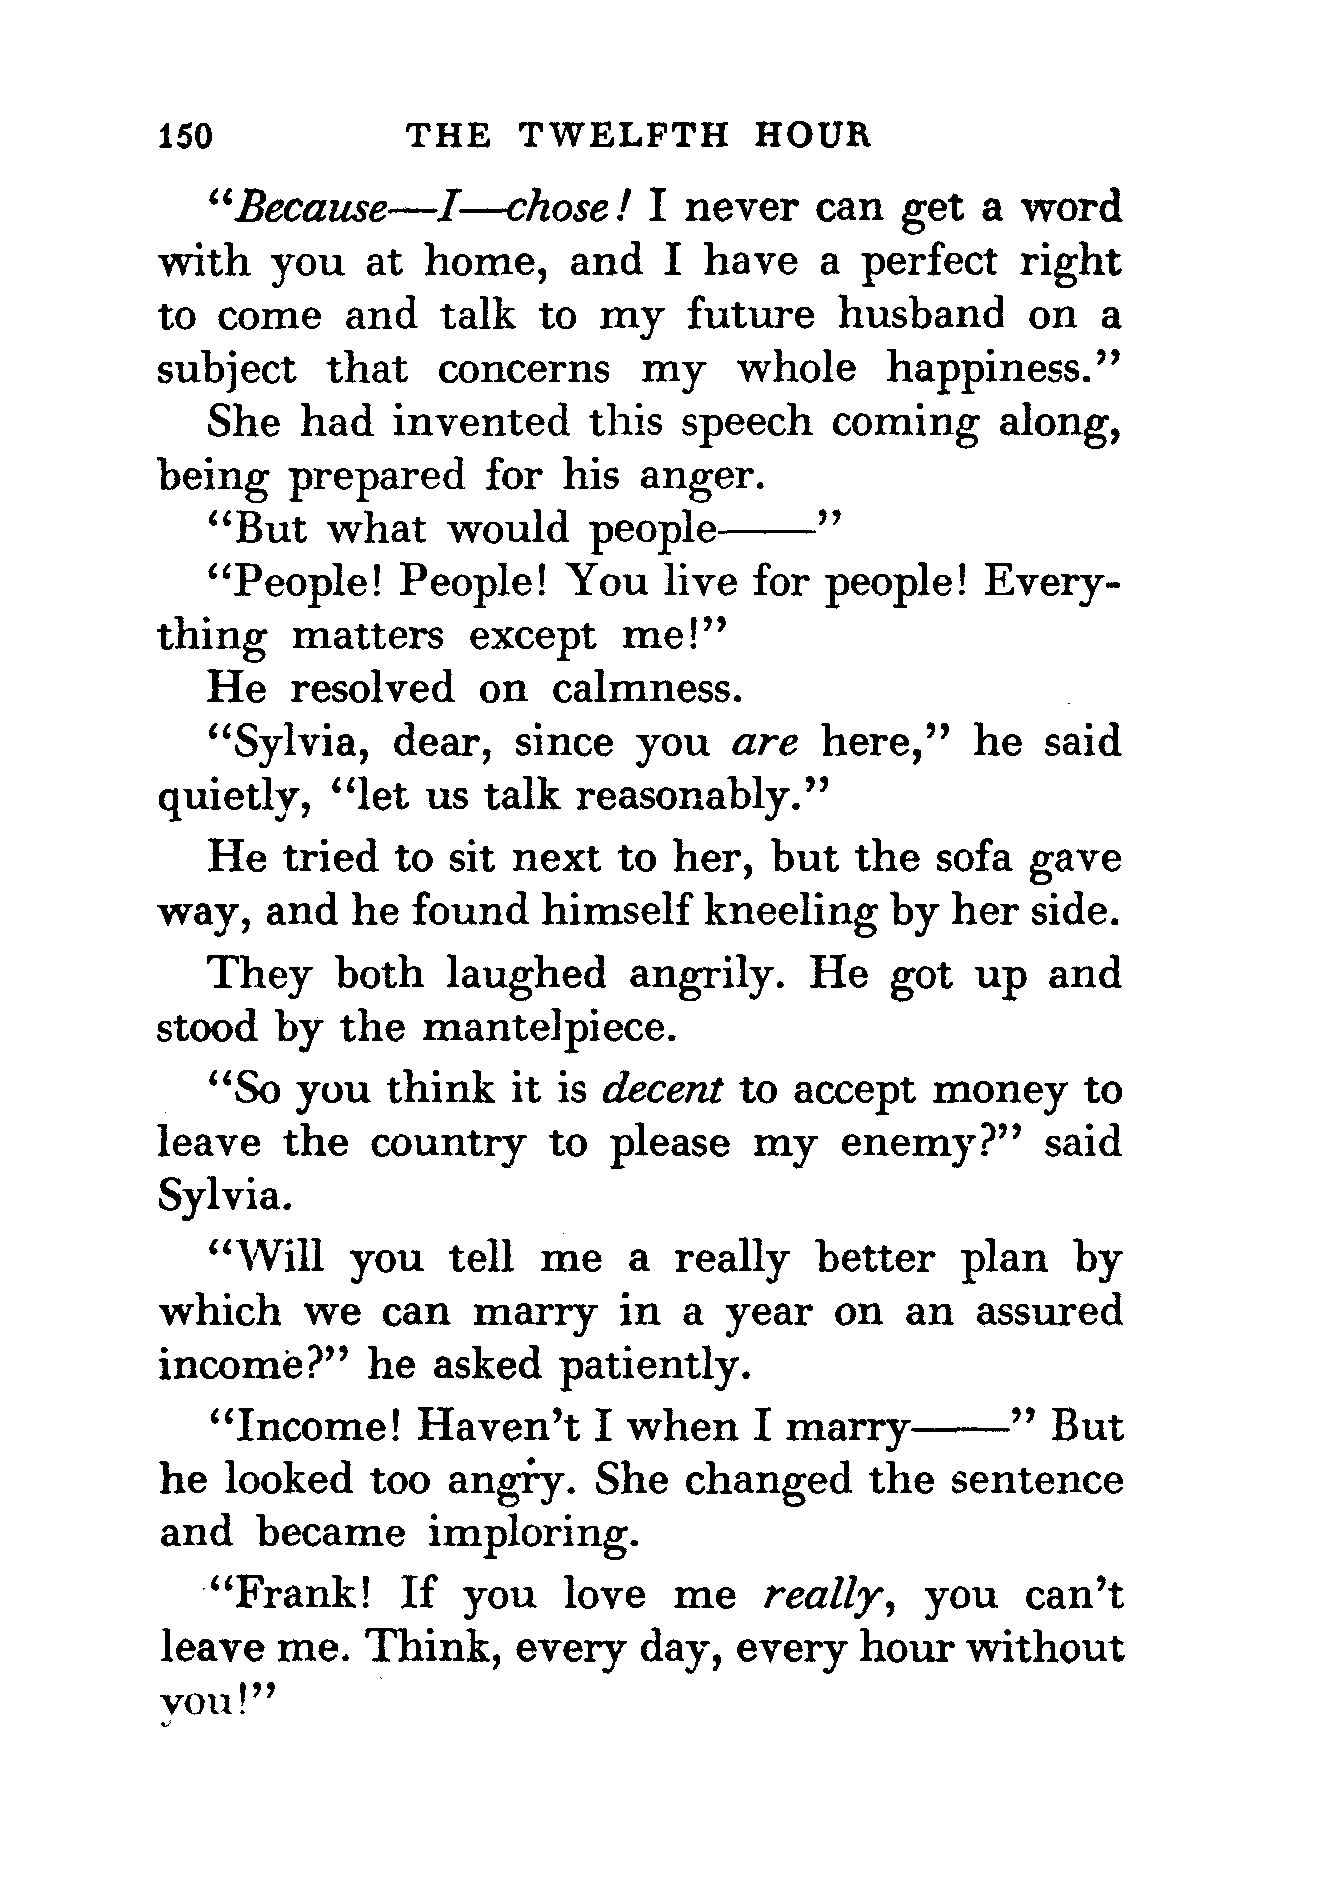 150 THE TWELFTH HOUR
"Because—I—chose! I never can get a word
with you at home, and I have a perfect right
to come and talk to my future husband on a
subject that concerns my whole happiness."
She had invented this speech coming along,
being prepared for his anger.
"But what would people——"
"People! People! You live for people! Every-
thing matters except me!"
He resolved on calmness.
"Sylvia, dear, since you are here," he said
quietly, "let us talk reasonably."
He tried to sit next to her, but the sofa gave
way, and he found himself kneeling by her side.
They both laughed angrily. He got up and
stood by the mantelpiece.
"So you think it is decent to accept money to
leave the country to please my enemy?" said
Sylvia.
"Will you tell me a really better plan by
which we can marry in a year on an assured
income?" he asked patiently.
"Income! Haven't I when I marry——" But
he looked too angry. She changed the sentence
and became imploring.
"Frank! If you love me really, you can't
leave me. Think, every day, every hour without
you!"